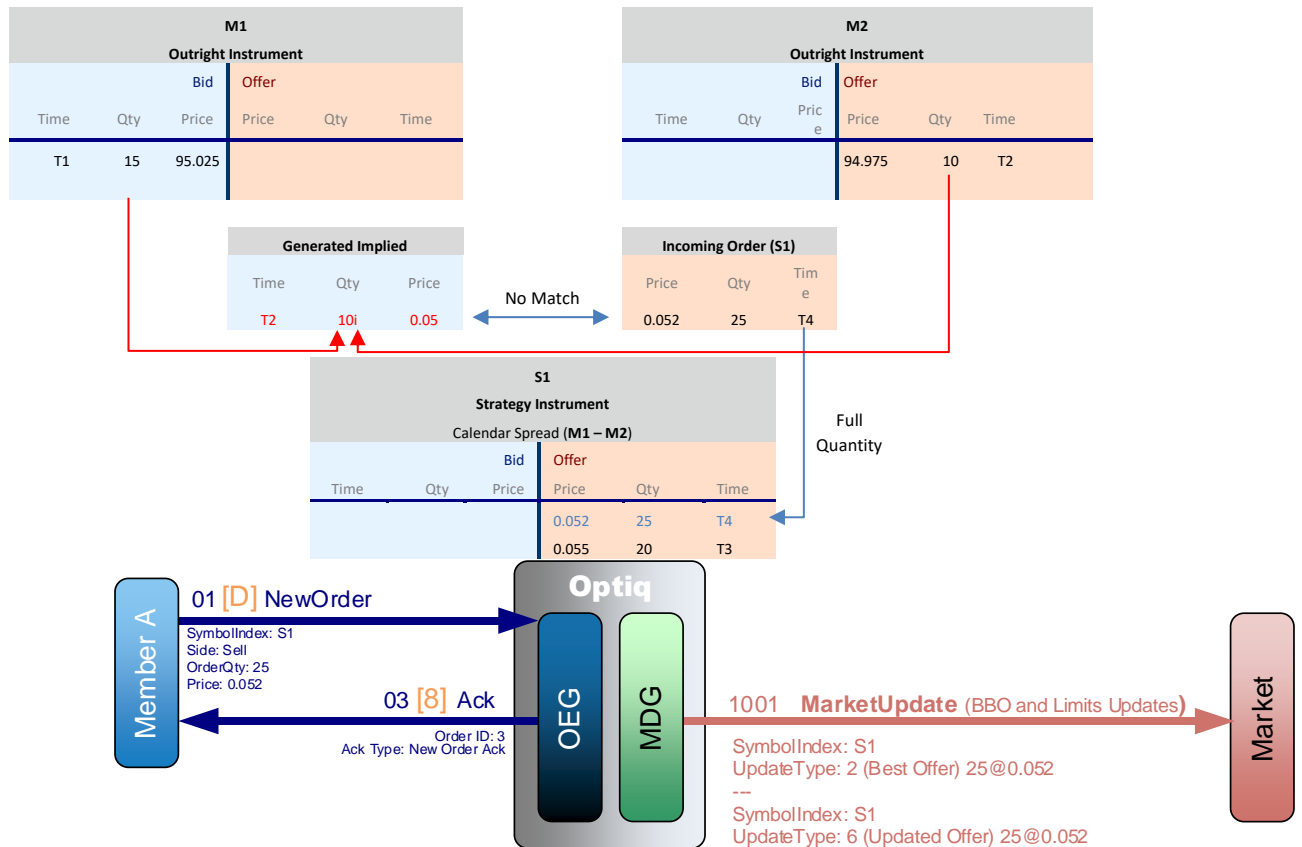 M1
Outright Instrument
Bid Offer
Time Qty Price Price Qty Time
T1 15 95.025
M2
Outright Instrument
Bid Offer
Time Qty Pric
e Price Qty Time
94.975 10 T2
Generated Implied
Time Qty Price
T2 10i 0.05
No Match
Incoming Order (S1)
Price Qty Tim
e
0.052 25 T4
Full
Quantity
S1
Strategy Instrument
Calendar Spread (M1 – M2)
Bid Offer
Time Qty Price Price Qty Time
0.052 25 T4
0.055 20 T3
Optiq
Member A
01 [D] NewOrder
SymbolIndex: S1
Side: Sell
OrderQty: 25
Price: 0.052
03 [8] Ack
Order ID: 3
Ack Type: New Order Ack
OEG
MDG
1001 MarketUpdate (BBO and Limits Updates)
SymbolIndex: S1
UpdateType: 2 (Best Offer) 25@0.052
---
SymbolIndex: S1
UpdateType: 6 (Updated Offer) 25@0.052
Market